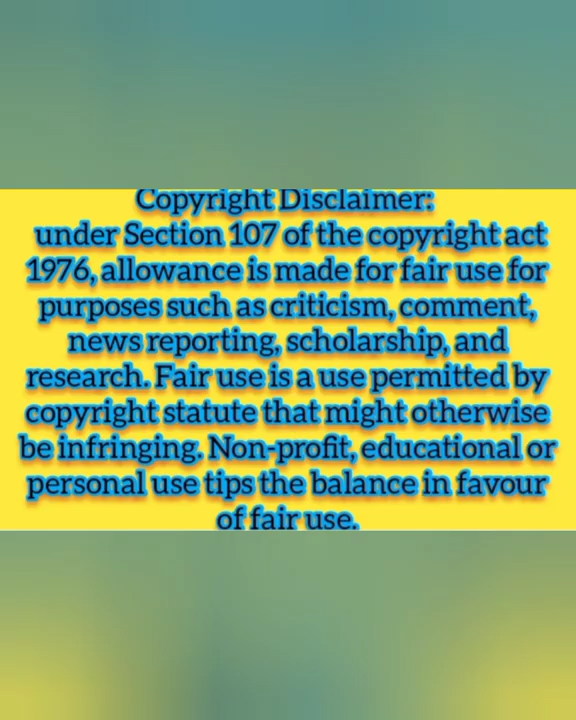 Copyright Disclaimer:
under Section 107 of the copyright act
1976, allowance is made for fair use for
purposes such as criticism, comment,
news reporting, scholarship, and
research. Fair use is a use permitted by
copyright statute that might otherwise
be infringing. Non-profit, educational or
personal use tips the balance in favour
of fair use.